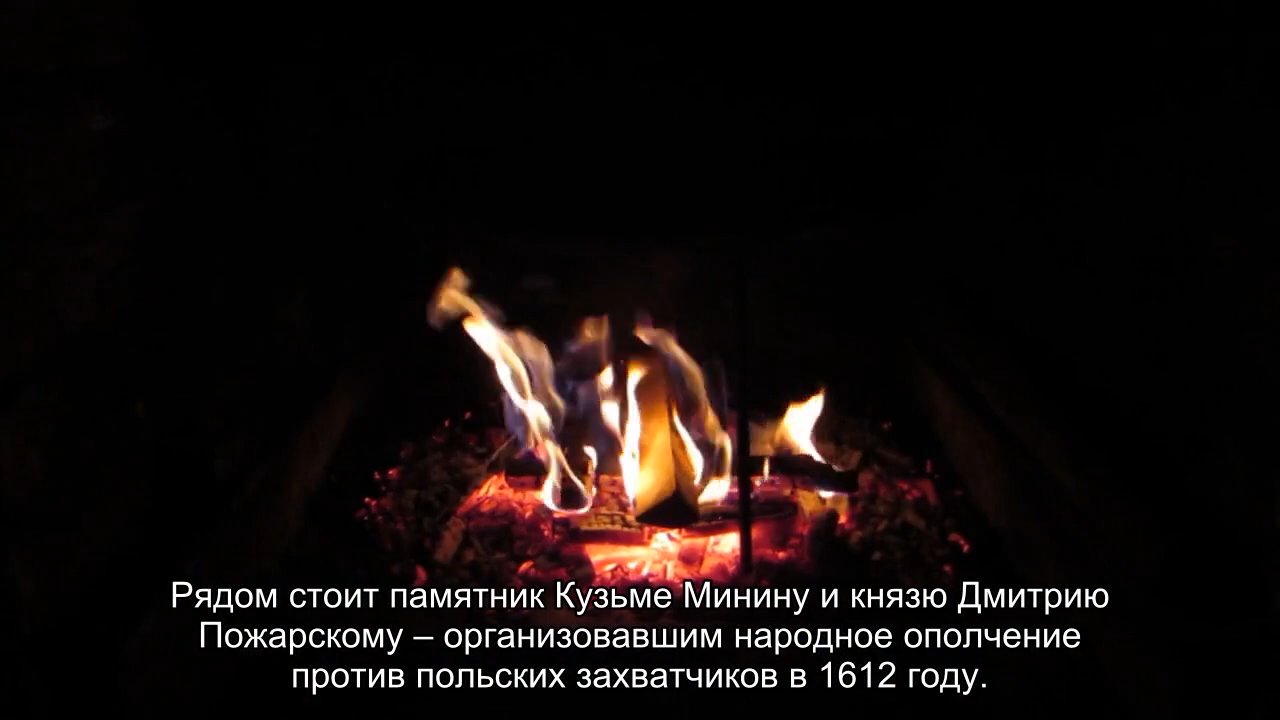 Рядом стоит памятник Кузьме Минину и князю Дмитрию
Пожарскому – организовавшим народное ополчение
против польских захватчиков в 1612 году.